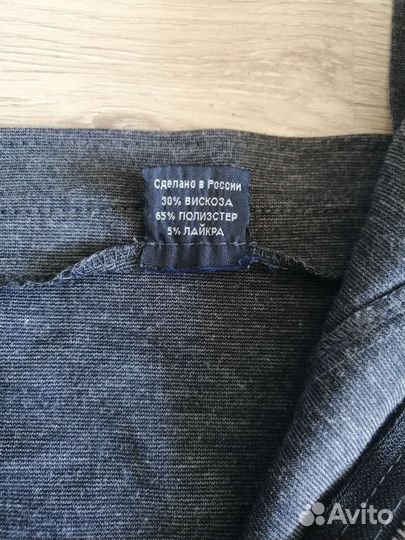 Сделано в России
30% ВИСКОЗА
65% ПОЛИЭСТЕР
5% ЛАЙКРА
Avito